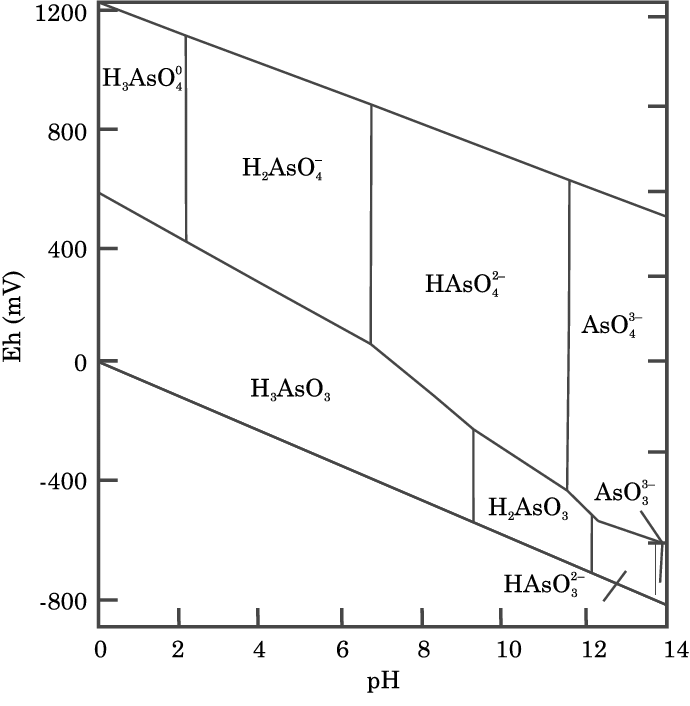 1200
H₃AsO₄⁰
800
H₂AsO₄⁻
400
HAsO₄²⁻
AsO₄³⁻
Eh (mV)
0
H₃AsO₃
-400
AsO₃³⁻
H₂AsO₃
HAsO₃²⁻
-800
0 2 4 6 8 10 12 14
pH